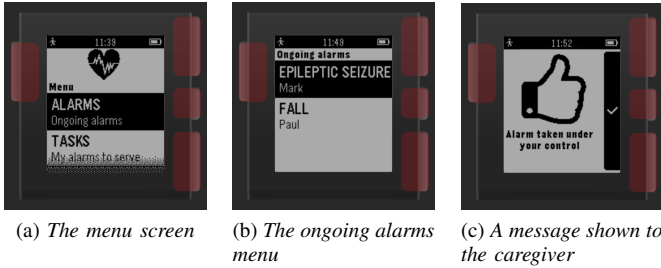 11:39
Menu
ALARMS
Ongoing alarms
TASKS
My alarms to serve
(a) The menu screen
11:49
Ongoing alarms
EPILEPTIC SEIZURE
Mark
FALL
Paul
(b) The ongoing alarms
menu
11:52
Alarm taken under
your control
(c) A message shown to
the caregiver